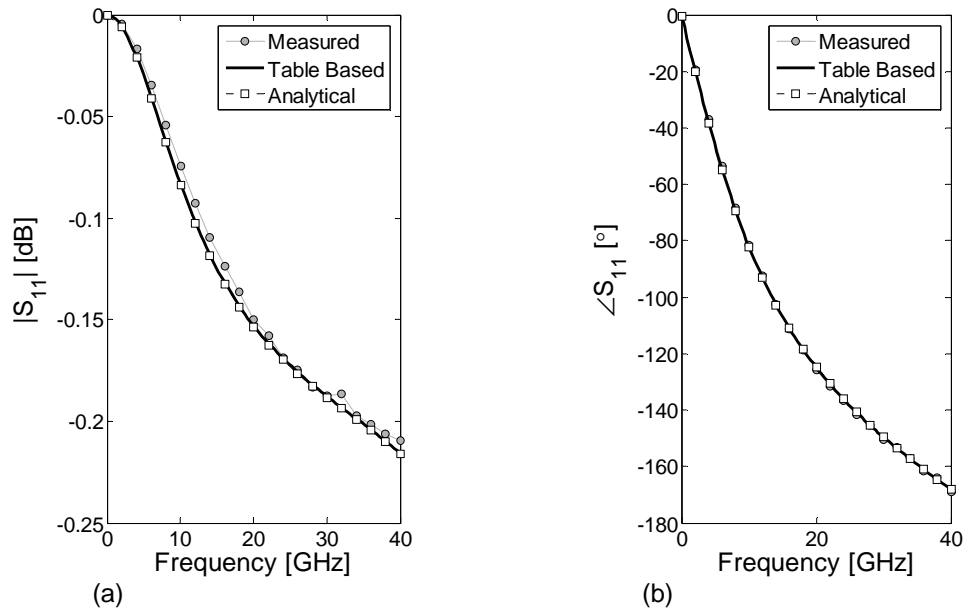 |S11| [dB]
0
-0.05
-0.1
-0.15
-0.2
-0.25
0 10 20 30 40
Frequency [GHz]
Measured
Table Based
Analytical
(a)
∠S11 [°]
0
-20
-40
-60
-80
-100
-120
-140
-160
-180
0 20 40
Frequency [GHz]
Measured
Table Based
Analytical
(b)